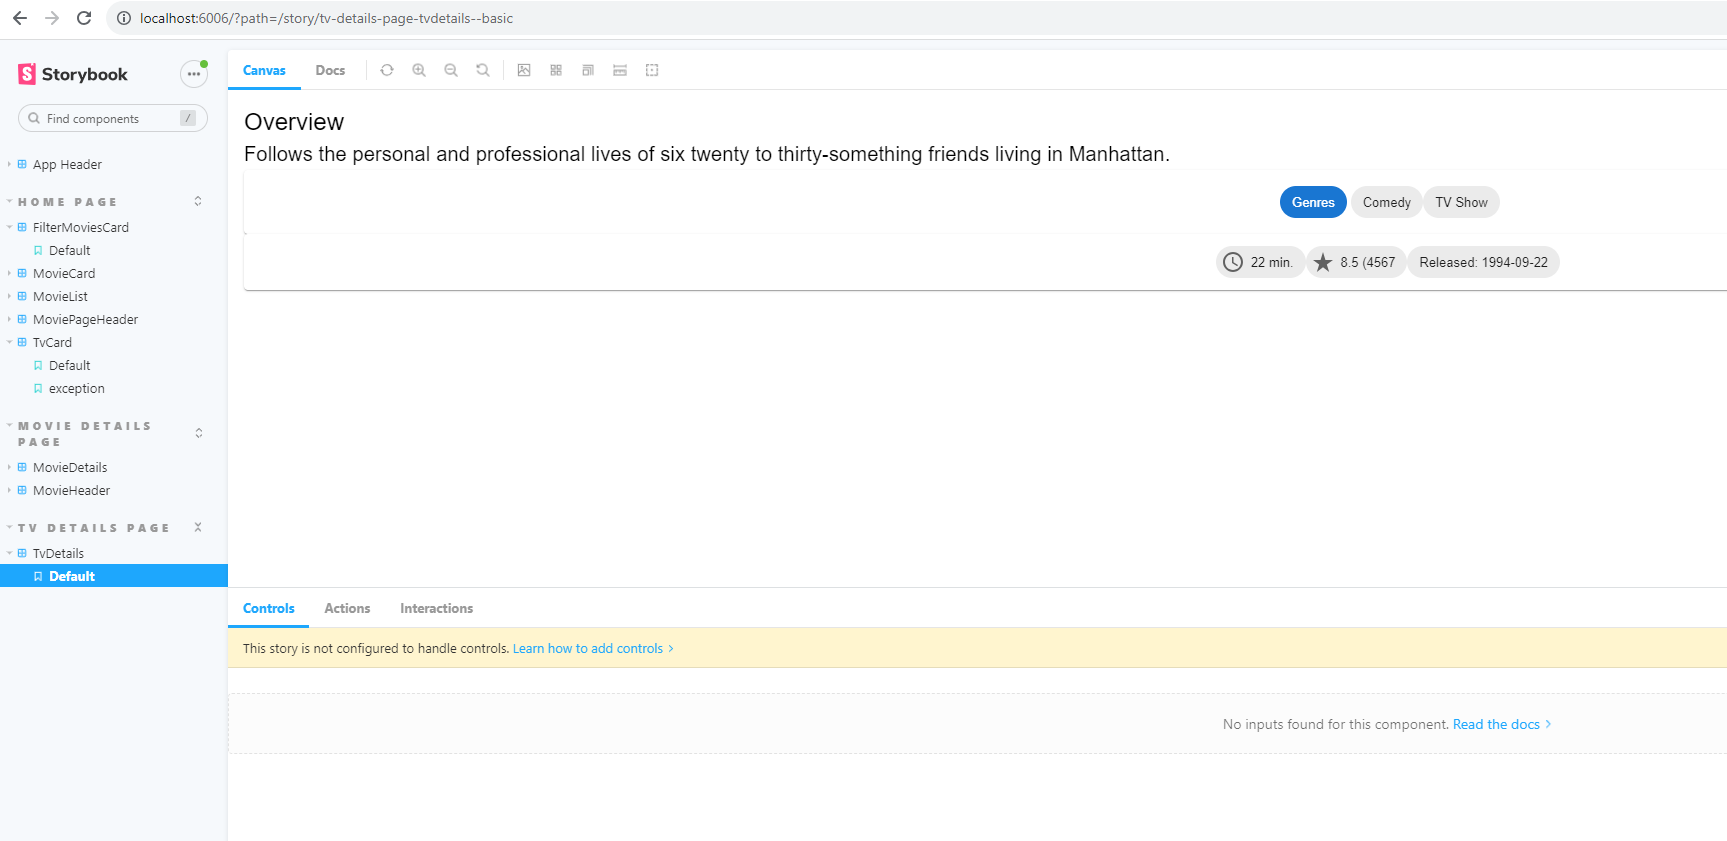 localhost:6006/?path=/story/tv-details-page-tvdetails--basic
Storybook
Find components /
App Header
HOME PAGE
FilterMoviesCard
Default
MovieCard
MovieList
MoviePageHeader
TvCard
Default
exception
MOVIE DETAILS
PAGE
MovieDetails
MovieHeader
TV DETAILS PAGE
TvDetails
Default
Canvas Docs
Overview
Follows the personal and professional lives of six twenty to thirty-something friends living in Manhattan.
Genres Comedy TV Show
22 min. 8.5 (4567 Released: 1994-09-22
Controls Actions Interactions
This story is not configured to handle controls. Learn how to add controls
No inputs found for this component. Read the docs